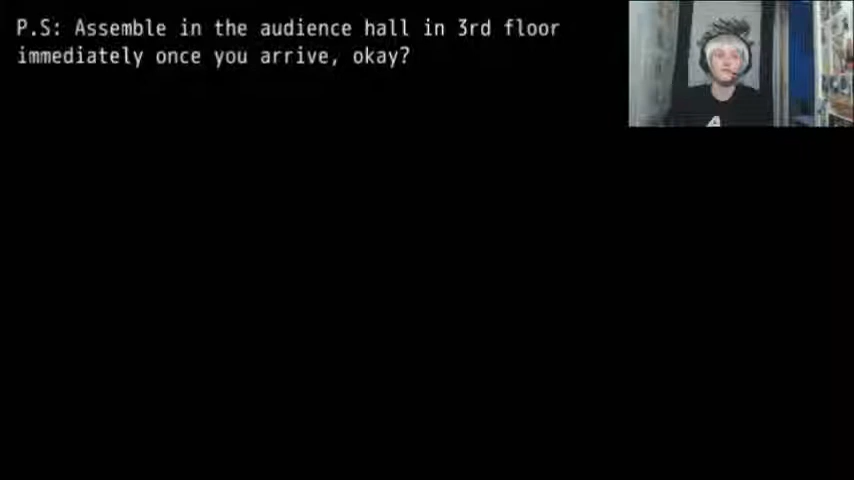 P.S: Assemble in the audience hall in 3rd floor
immediately once you arrive, okay?